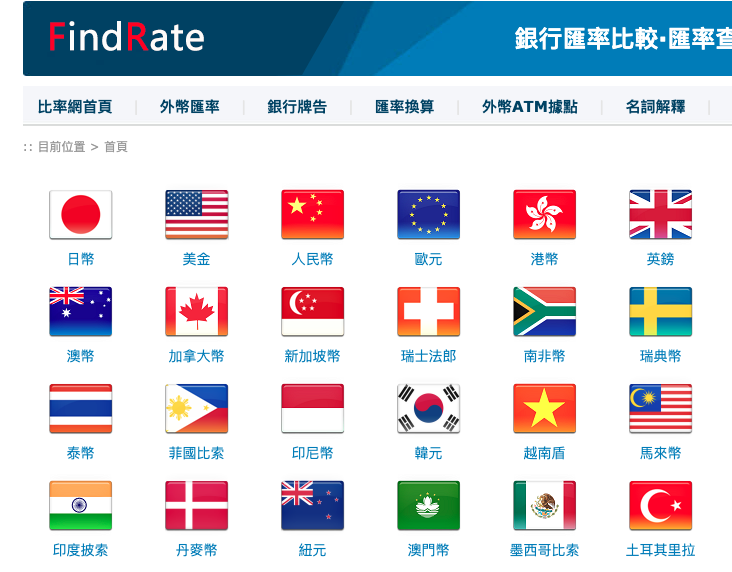 FindRate
銀行匯率比較·匯率查
比率網首頁 | 外幣匯率 | 銀行牌告 | 匯率換算 | 外幣ATM據點 | 名詞解釋 |
:: 目前位置 > 首頁
日幣 美金 人民幣 歐元 港幣 英鎊
澳幣 加拿大幣 新加坡幣 瑞士法郎 南非幣 瑞典幣
泰幣 菲國比索 印尼幣 韓元 越南盾 馬來幣
印度披索 丹麥幣 紐元 澳門幣 墨西哥比索 土耳其里拉